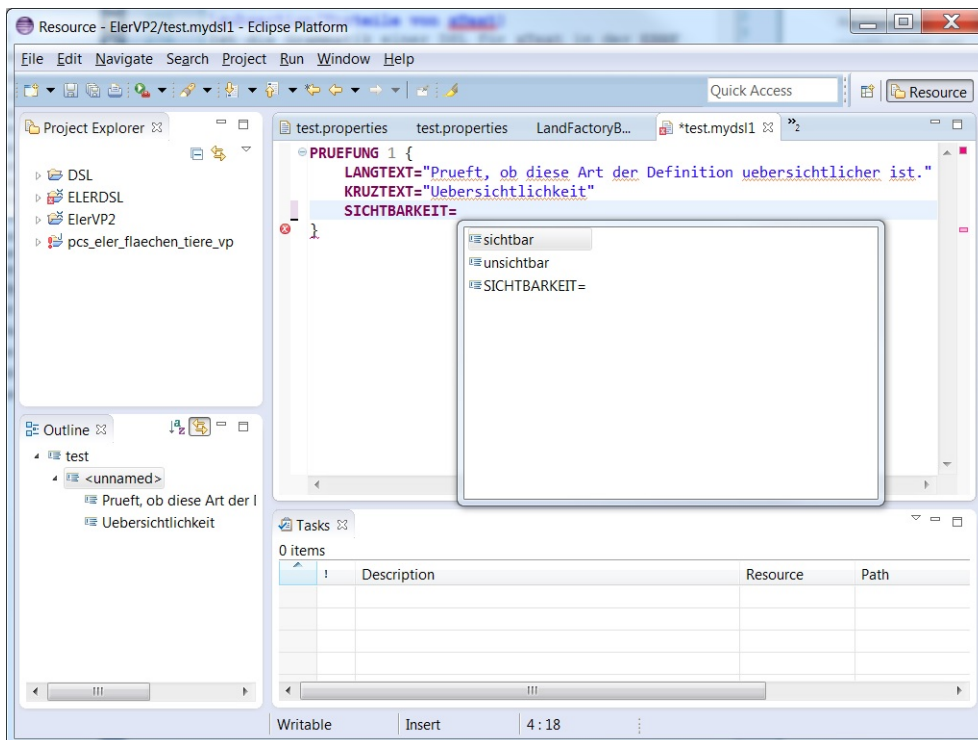 Resource - ElerVP2/test.mydsl1 - Eclipse Platform
File Edit Navigate Search Project Run Window Help
Quick Access
Resource
Project Explorer
DSL
ELERDSL
ElerVP2
pcs_eler_flaechen_tiere_vp
test.properties test.properties LandFactoryB... *test.mydsl1 »2
PRUEFUNG 1 {
LANGTEXT="Prueft, ob diese Art der Definition uebersichtlicher ist."
KRUZTEXT="Uebersichtlichkeit"
SICHTBARKEIT=
}
sichtbar
unsichtbar
SICHTBARKEIT=
Outline
test
<unnamed>
Prueft, ob diese Art der
Uebersichtlichkeit
Tasks
0 items
! Description Resource Path
Writable Insert 4 : 18